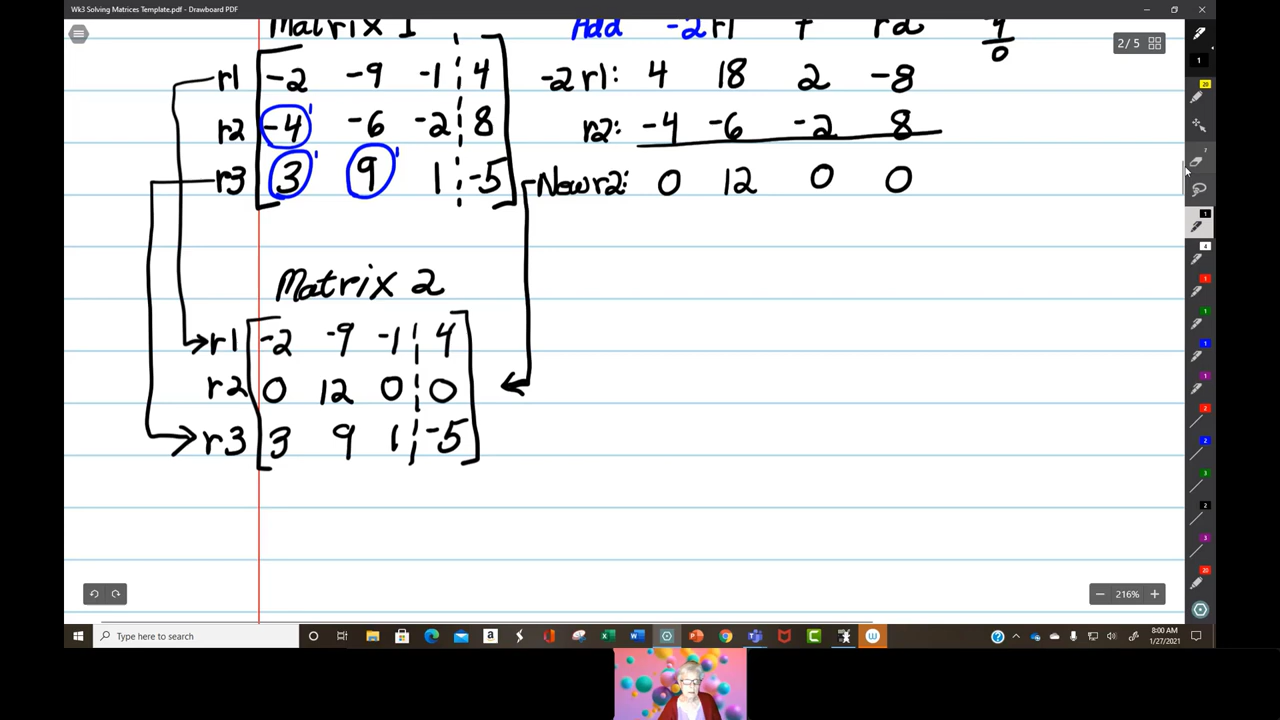 Wk3 Solving Matrices Template.pdf - Drawboard PDF
Matrix 1
Add -2r1 + r2
r1 -2 -9 -1 4
r2 -4 -6 -2 8
r3 3 9 1 -5
-2r1: 4 18 2 -8
r2: -4 -6 -2 8
New r2: 0 12 0 0
Matrix 2
r1 -2 -9 -1 4
r2 0 12 0 0
r3 3 9 1 -5
2/5
216%
Type here to search
8:00 AM
1/27/2021